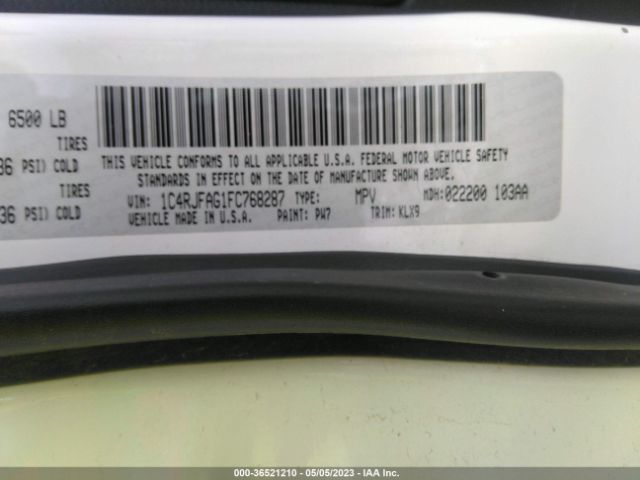 6500 LB
TIRES
36 PSI) COLD
TIRES
36 PSI) COLD
THIS VEHICLE CONFORMS TO ALL APPLICABLE U.S.A. FEDERAL MOTOR VEHICLE SAFETY
STANDARDS IN EFFECT ON THE DATE OF MANUFACTURE SHOWN ABOVE.
VIN: 1C4RJFAG1FC768287 TYPE: MPV MDH:022200 103AA
VEHICLE MADE IN U.S.A. PAINT: PW7 TRIM: KLX9
000-36521210 - 05/05/2023 - IAA Inc.